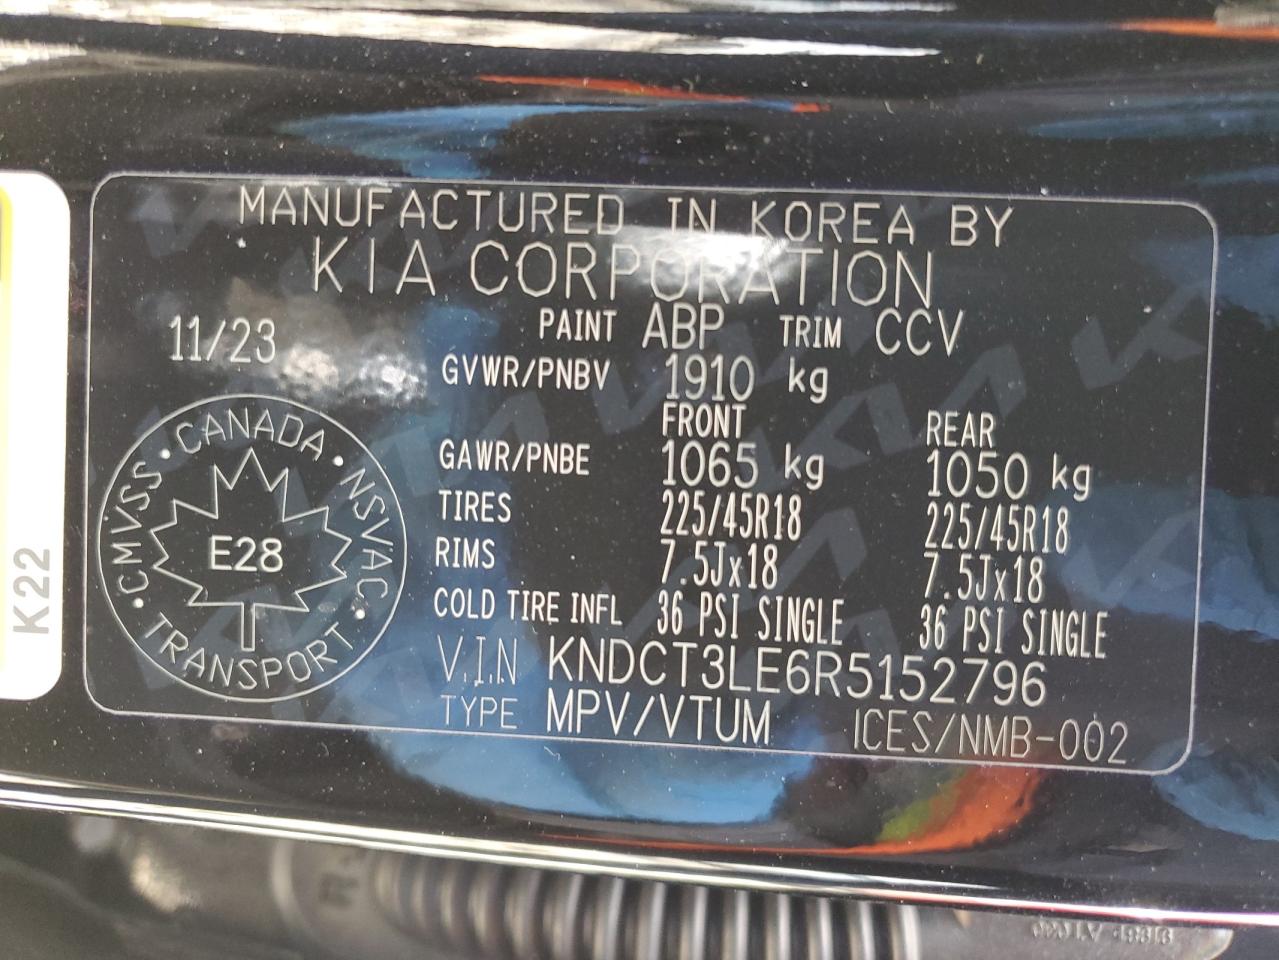 MANUFACTURED IN KOREA BY
KIA CORPORATION
11/23 PAINT ABP TRIM CCV
GVWR/PNBV 1910 kg
FRONT REAR
GAWR/PNBE 1065 kg 1050 kg
TIRES 225/45R18 225/45R18
RIMS 7.5Jx18 7.5Jx18
COLD TIRE INFL 36 PSI SINGLE 36 PSI SINGLE
V.I.N KNDCT3LE6R5152796
TYPE MPV/VTUM ICES/NMB-002
CMVSS • CANADA • NSVAC • TRANSPORT •
E28
K22